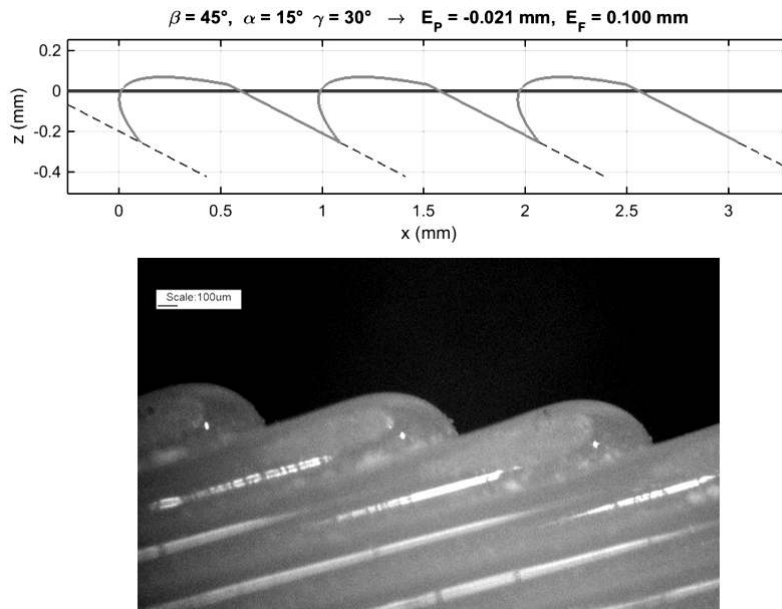 β = 45°, α = 15° γ = 30° → E_P = -0.021 mm, E_F = 0.100 mm
0.2
0
-0.2
-0.4
z (mm)
0 0.5 1 1.5 2 2.5 3
x (mm)
Scale:100um